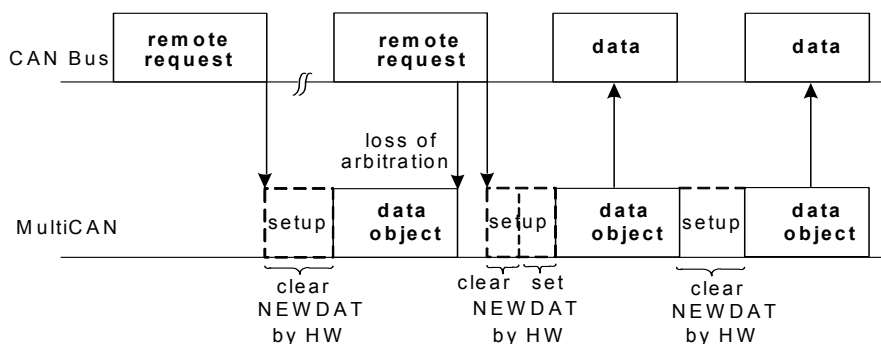 remote request
remote request
data
data
CAN Bus
loss of arbitration
MultiCAN
setup
data object
setup
data object
setup
data object
clear NEWDAT by HW
clear set NEWDAT by HW
clear NEWDAT by HW